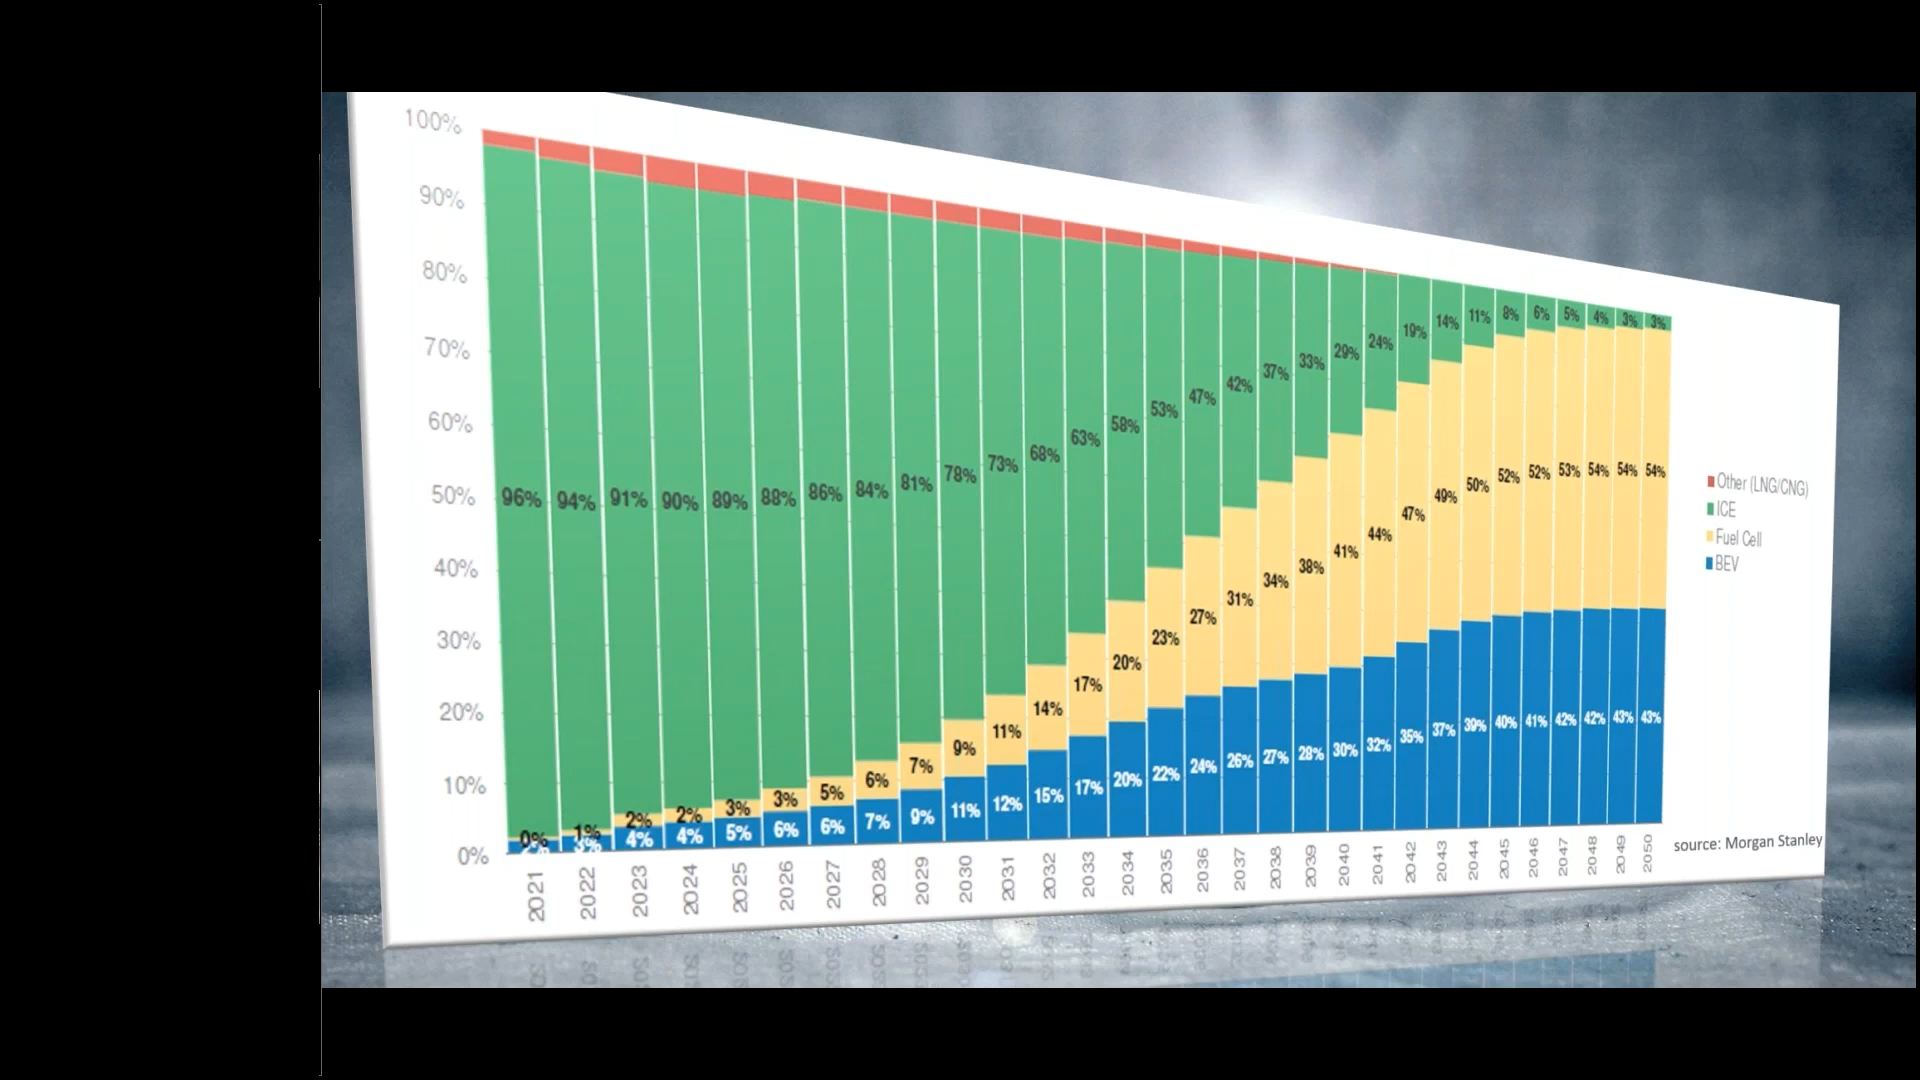 100%
90%
80%
70%
60%
50%
40%
30%
20%
10%
0%
96% 94% 91% 90% 89% 88% 86% 84% 81% 78% 73% 68% 63% 58% 53% 47% 42% 37% 33% 29% 24% 19% 14% 11% 8% 6% 5% 4% 3% 3%
0% 1% 2% 2% 3% 3% 5% 6% 7% 9% 11% 14% 17% 20% 23% 27% 31% 34% 38% 41% 44% 47% 49% 50% 52% 52% 53% 54% 54% 54%
2% 3% 4% 4% 5% 6% 6% 7% 9% 11% 12% 15% 17% 20% 22% 24% 26% 27% 28% 30% 32% 35% 37% 39% 40% 41% 42% 42% 43% 43%
2021 2022 2023 2024 2025 2026 2027 2028 2029 2030 2031 2032 2033 2034 2035 2036 2037 2038 2039 2040 2041 2042 2043 2044 2045 2046 2047 2048 2049 2050
Other (LNG/CNG)
ICE
Fuel Cell
BEV
source: Morgan Stanley